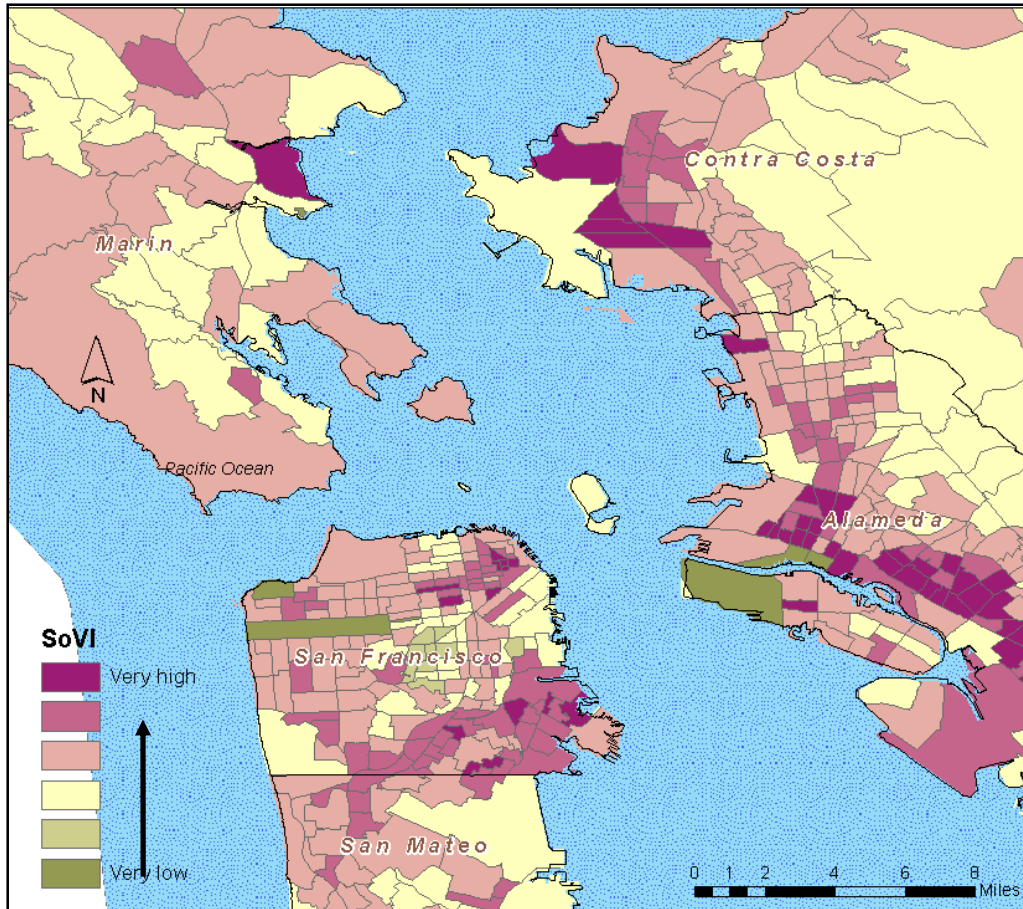 Contra Costa
Marin
N
Pacific Ocean
Alameda
SoVI
San Francisco
Very high
San Mateo
Very low
0 1 2 4 6 8
Miles